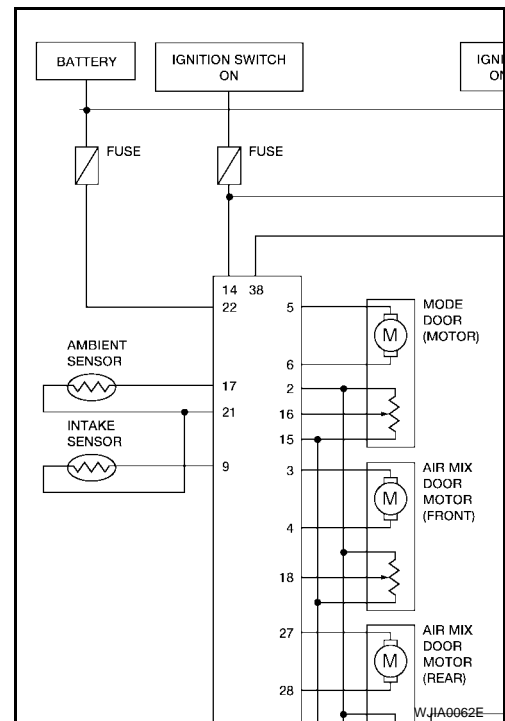 BATTERY
IGNITION SWITCH
ON
IGNI
FUSE
FUSE
14 38
22
5
MODE
DOOR
(MOTOR)
M
6
AMBIENT
SENSOR
17
2
21
16
INTAKE
SENSOR
15
9
3
AIR MIX
DOOR
MOTOR
(FRONT)
M
4
18
27
AIR MIX
DOOR
MOTOR
(REAR)
M
28
WJIA0062E